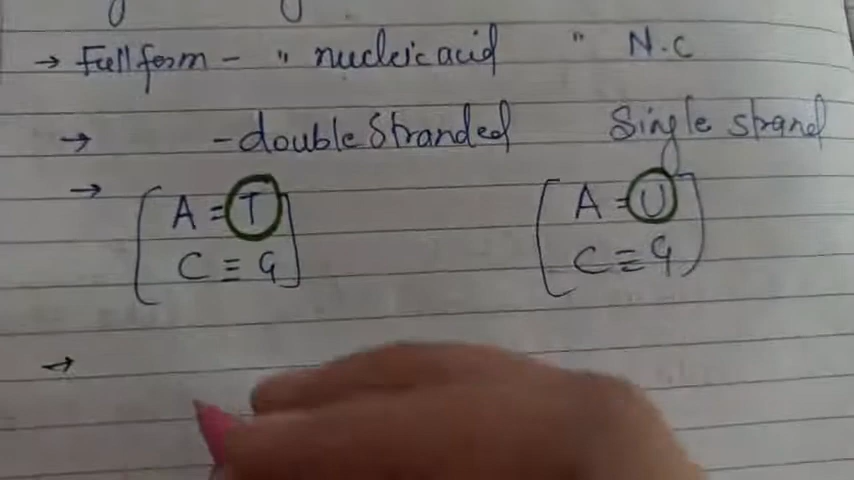 → Full form - " nucleic acid " N.C
→ - double Stranded Single strand
→ A = T A = U
C ≡ G C ≡ G
→